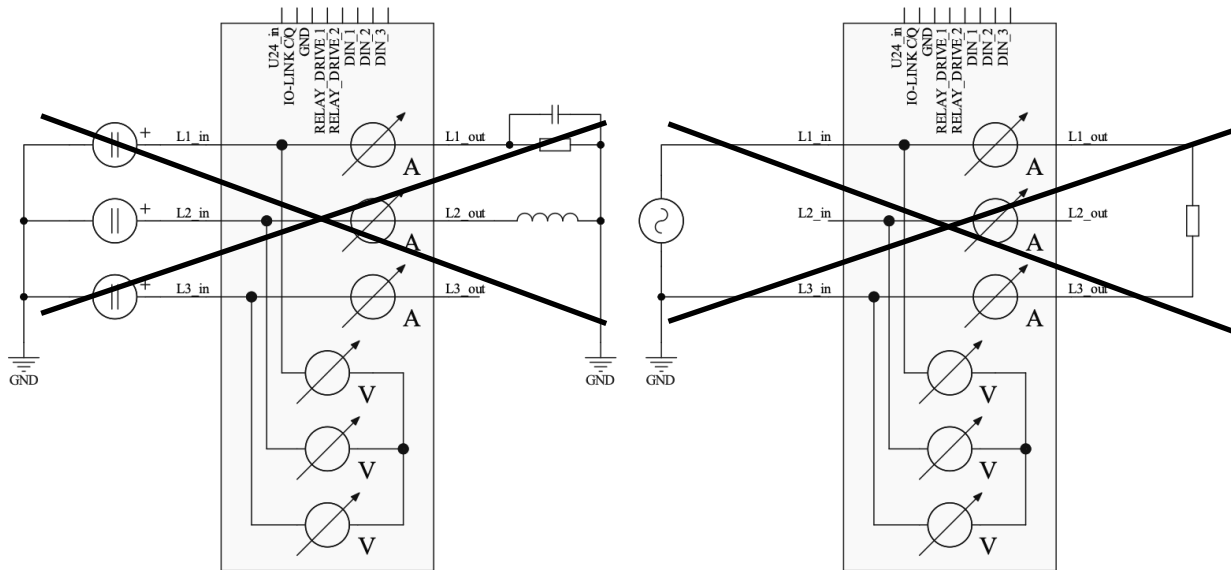 U24_in
IO-LINK CQ
GND
RELAY_DRIVE_1
RELAY_DRIVE_2
DIN_1
DIN_2
DIN_3
+
L1_in
L1_out
A
+
L2_in
L2_out
A
+
L3_in
L3_out
A
GND
GND
V
V
V
U24_in
IO-LINK CQ
GND
RELAY_DRIVE_1
RELAY_DRIVE_2
DIN_1
DIN_2
DIN_3
L1_in
L1_out
A
L2_in
L2_out
A
L3_in
L3_out
A
GND
V
V
V